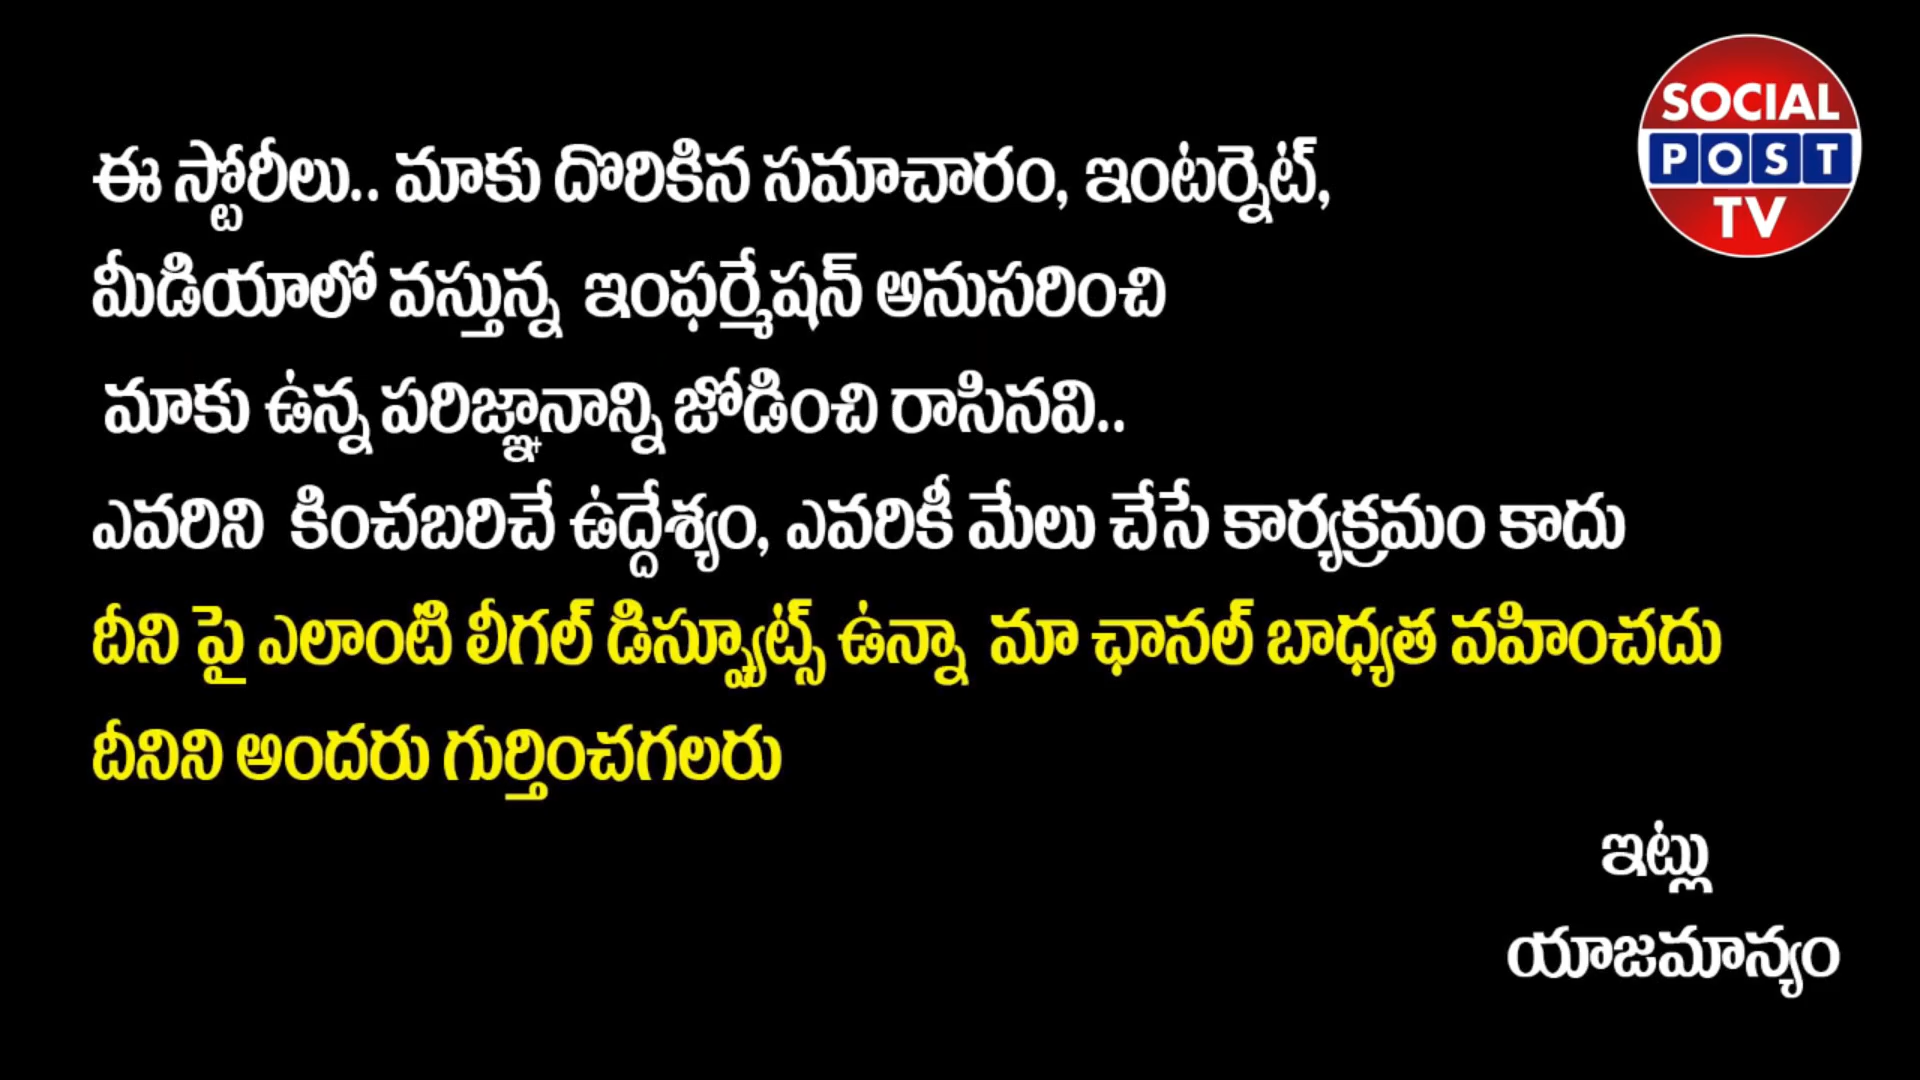 SOCIAL
POST
TV
ఈ స్టోరీలు.. మాకు దొరికిన సమాచారం, ఇంటర్నెట్,
మీడియాలో వస్తున్న ఇంఫర్మేషన్ అనుసరించి
మాకు ఉన్న పరిజ్ఞానాన్ని జోడించి రాసినవి..
ఎవరిని కించబరిచే ఉద్దేశ్యం, ఎవరికీ మేలు చేసే కార్యక్రమం కాదు
దీని పై ఎలాంటి లీగల్ డిస్ప్యూట్స్ ఉన్నా మా ఛానల్ బాధ్యత వహించదు
దీనిని అందరు గుర్తించగలరు
ఇట్లు
యాజమాన్యం